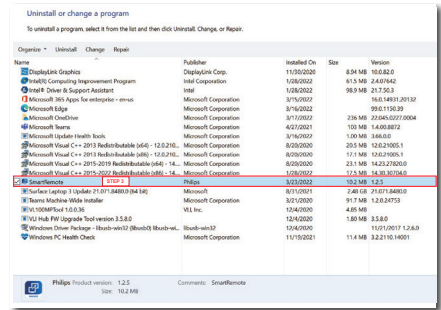 Uninstall or change a program
To uninstall a program, select it from the list and then click Uninstall, Change, or Repair.
Organize Uninstall Change Repair
Name Publisher Installed On Size Version
DisplayLink Graphics DisplayLink Corp. 11/30/2020 8.94 MB 10.0.82.0
Intel(R) Computing Improvement Program Intel Corporation 1/28/2022 61.5 MB 2.4.07642
Intel® Driver & Support Assistant Intel 1/28/2022 98.9 MB 21.7.50.3
Microsoft 365 Apps for enterprise - en-us Microsoft Corporation 3/15/2022 16.0.14931.20132
Microsoft Edge Microsoft Corporation 3/16/2022 99.0.1150.39
Microsoft OneDrive Microsoft Corporation 3/17/2022 236 MB 22.045.0227.0004
Microsoft Teams Microsoft Corporation 4/27/2021 103 MB 1.4.00.8872
Microsoft Update Health Tools Microsoft Corporation 3/16/2022 1.00 MB 3.66.0.0
Microsoft Visual C++ 2013 Redistributable (x64) - 12.0.210... Microsoft Corporation 8/20/2020 20.5 MB 12.0.21005.1
Microsoft Visual C++ 2013 Redistributable (x86) - 12.0.210... Microsoft Corporation 8/20/2020 17.1 MB 12.0.21005.1
Microsoft Visual C++ 2015-2019 Redistributable (x64) - 14... Microsoft Corporation 8/20/2020 23.1 MB 14.23.27820.0
Microsoft Visual C++ 2015-2022 Redistributable (x86) - 14... Microsoft Corporation 1/28/2022 17.5 MB 14.30.30704.0
SmartRemote STEP 3 Philips 3/23/2022 10.2 MB 1.2.5
Surface Laptop 3 Update 21.071.8480.0 (64 bit) Microsoft 8/31/2021 2.48 GB 21.071.8480.0
Teams Machine-Wide Installer Microsoft Corporation 3/21/2022 91.7 MB 1.2.0.24753
VL100MPTool 1.0.0.36 VLI, Inc. 12/4/2020 4.85 MB
VLI Hub FW Upgrade Tool version 3.5.8.0 12/4/2020 1.80 MB 3.5.8.0
Windows Driver Package - libusb-win32 (libusb0) libusb-wi... libusb-win32 12/4/2020 11/21/2017 1.2.6.0
Windows PC Health Check Microsoft Corporation 11/19/2021 11.4 MB 3.2.2110.14001
Philips Product version: 1.2.5 Comments: SmartRemote
Size: 10.2 MB